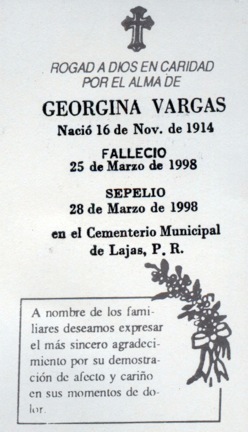 ROGAD A DIOS EN CARIDAD
POR EL ALMA DE
GEORGINA VARGAS
Nació 16 de Nov. de 1914
FALLECIO
25 de Marzo de 1998
SEPELIO
28 de Marzo de 1998
en el Cementerio Municipal
de Lajas, P. R.
A nombre de los fami-
iliares deseamos expresar
el más sincero agradeci-
miento por su demostra-
ción de afecto y cariño
en sus momentos de do-
lor.